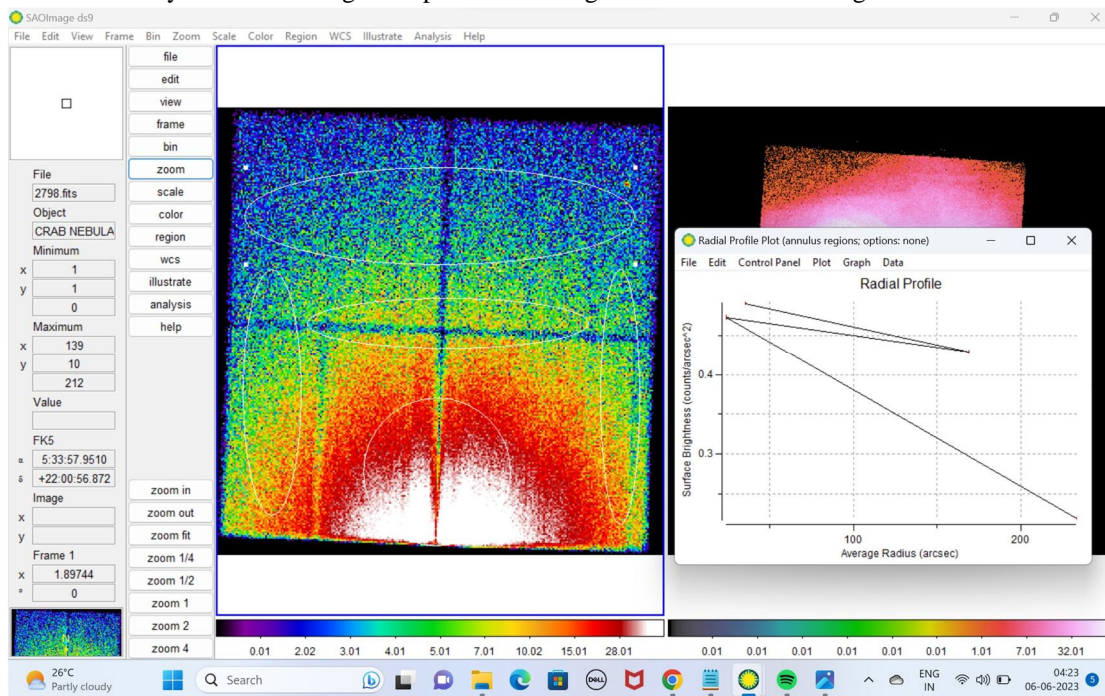 SAOImage ds9
File Edit View Frame Bin Zoom Scale Color Region WCS Illustrate Analysis Help
file
edit
view
frame
bin
zoom
scale
color
region
wcs
illustrate
analysis
help
File
2798.fits
Object
CRAB NEBULA
Minimum
x 1
y 1
0
Maximum
x 139
y 10
212
Value
FK5
α 5:33:57.9510
δ +22:00:56.872
Image
x
y
Frame 1
x 1.89744
° 0
zoom in
zoom out
zoom fit
zoom 1/4
zoom 1/2
zoom 1
zoom 2
zoom 4
Radial Profile Plot (annulus regions; options: none)
File Edit Control Panel Plot Graph Data
Radial Profile
Surface Brightness (counts/arcsec^2)
0.4
0.3
100 200
Average Radius (arcsec)
0.01 2.02 3.01 4.01 5.01 7.01 10.02 15.01 28.01
0.01 0.01 0.01 0.01 0.01 0.01 1.01 7.01 32.01
26°C
Partly cloudy
Search
DELL
ENG
IN
04:23
06-06-2023
5